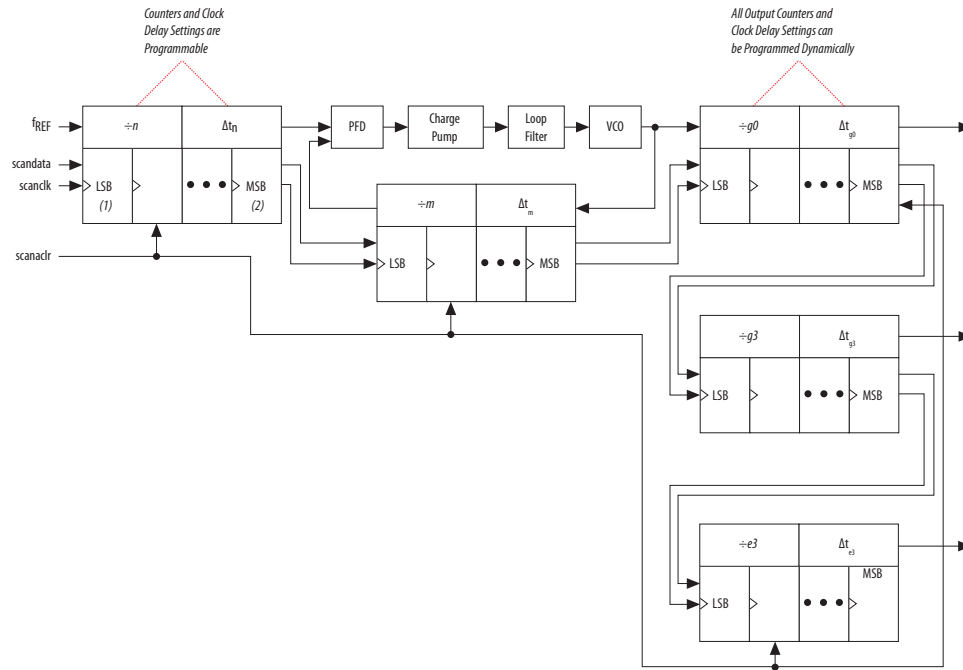 Counters and Clock
Delay Settings are
Programmable
All Output Counters and
Clock Delay Settings can
be Programmed Dynamically
fREF
÷n
Δtn
PFD
Charge
Pump
Loop
Filter
VCO
÷g0
Δtg0
scandata
scanclk
LSB
(1)
MSB
(2)
LSB
MSB
÷m
Δtm
scanaclr
LSB
MSB
÷g3
Δtg3
LSB
MSB
÷e3
Δte3
MSB
LSB